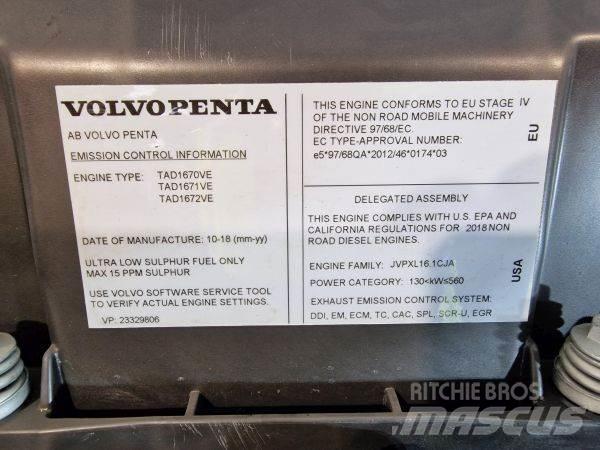 VOLVO PENTA
AB VOLVO PENTA
EMISSION CONTROL INFORMATION
ENGINE TYPE: TAD1670VE
TAD1671VE
TAD1672VE
DATE OF MANUFACTURE: 10-18 (mm-yy)
ULTRA LOW SULPHUR FUEL ONLY
MAX 15 PPM SULPHUR
USE VOLVO SOFTWARE SERVICE TOOL
TO VERIFY ACTUAL ENGINE SETTINGS.
VP: 23329806
THIS ENGINE CONFORMS TO EU STAGE IV
OF THE NON ROAD MOBILE MACHINERY
DIRECTIVE 97/68/EC.
EC TYPE-APPROVAL NUMBER:
e5*97/68QA*2012/46*0174*03
EU
DELEGATED ASSEMBLY
THIS ENGINE COMPLIES WITH U.S. EPA AND
CALIFORNIA REGULATIONS FOR 2018 NON
ROAD DIESEL ENGINES.
ENGINE FAMILY: JVPXL16.1CJA
POWER CATEGORY: 130<kW≤560
EXHAUST EMISSION CONTROL SYSTEM:
DDI, EM, ECM, TC, CAC, SPL, SCR-U, EGR
USA
RITCHIE BROS.
MASCUS